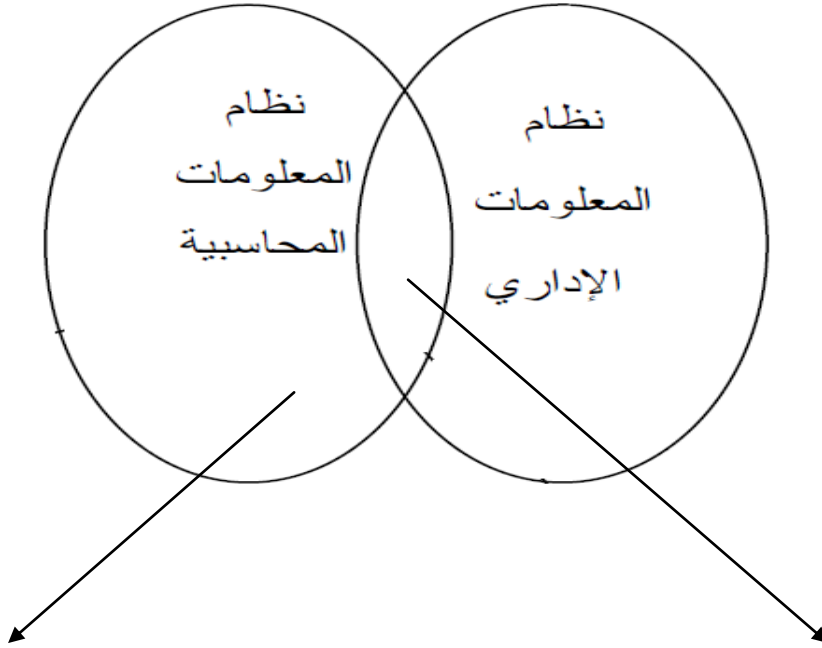 نظام
المعلومات
الإداري
نظام
المعلومات
المحاسبية